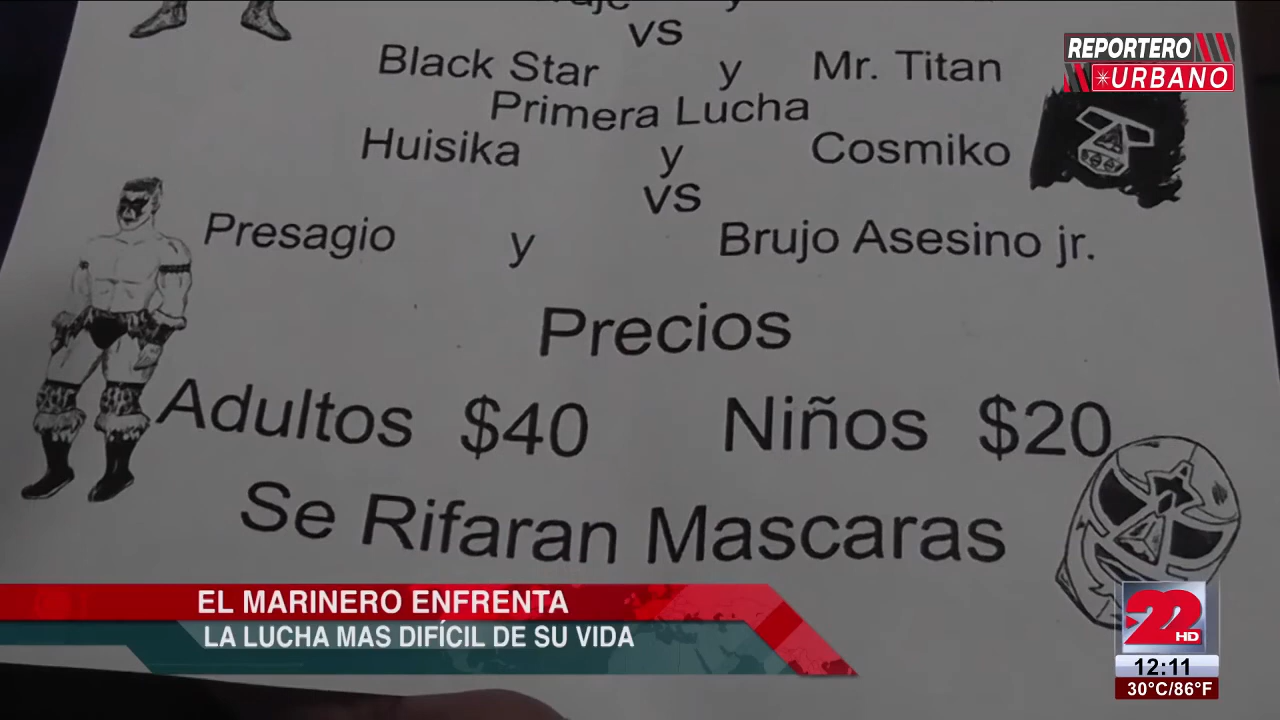 vs
Black Star y Mr. Titan
Primera Lucha
Huisika y Cosmiko
vs
Presagio y Brujo Asesino jr.
Precios
Adultos $40 Niños $20
Se Rifaran Mascaras
REPORTERO
URBANO
EL MARINERO ENFRENTA
LA LUCHA MAS DIFÍCIL DE SU VIDA
22
HD
12:11
30°C/86°F